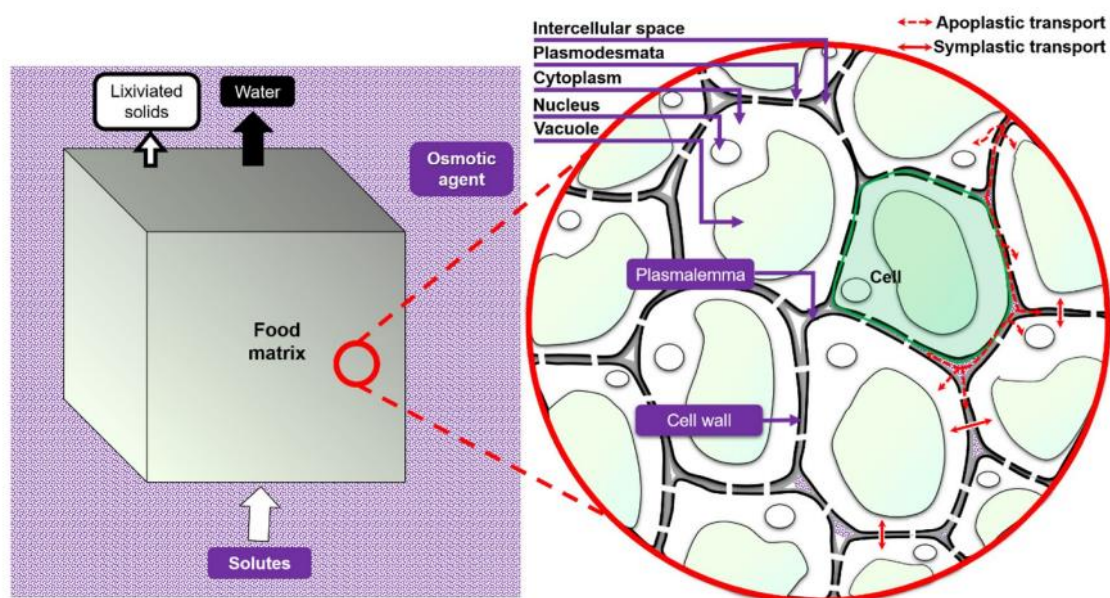 Intercellular space
Plasmodesmata
Cytoplasm
Nucleus
Vacuole
Apoplastic transport
Symplastic transport
Lixiviated
solids
Water
Osmotic
agent
Food
matrix
Solutes
Plasmalemma
Cell
Cell wall